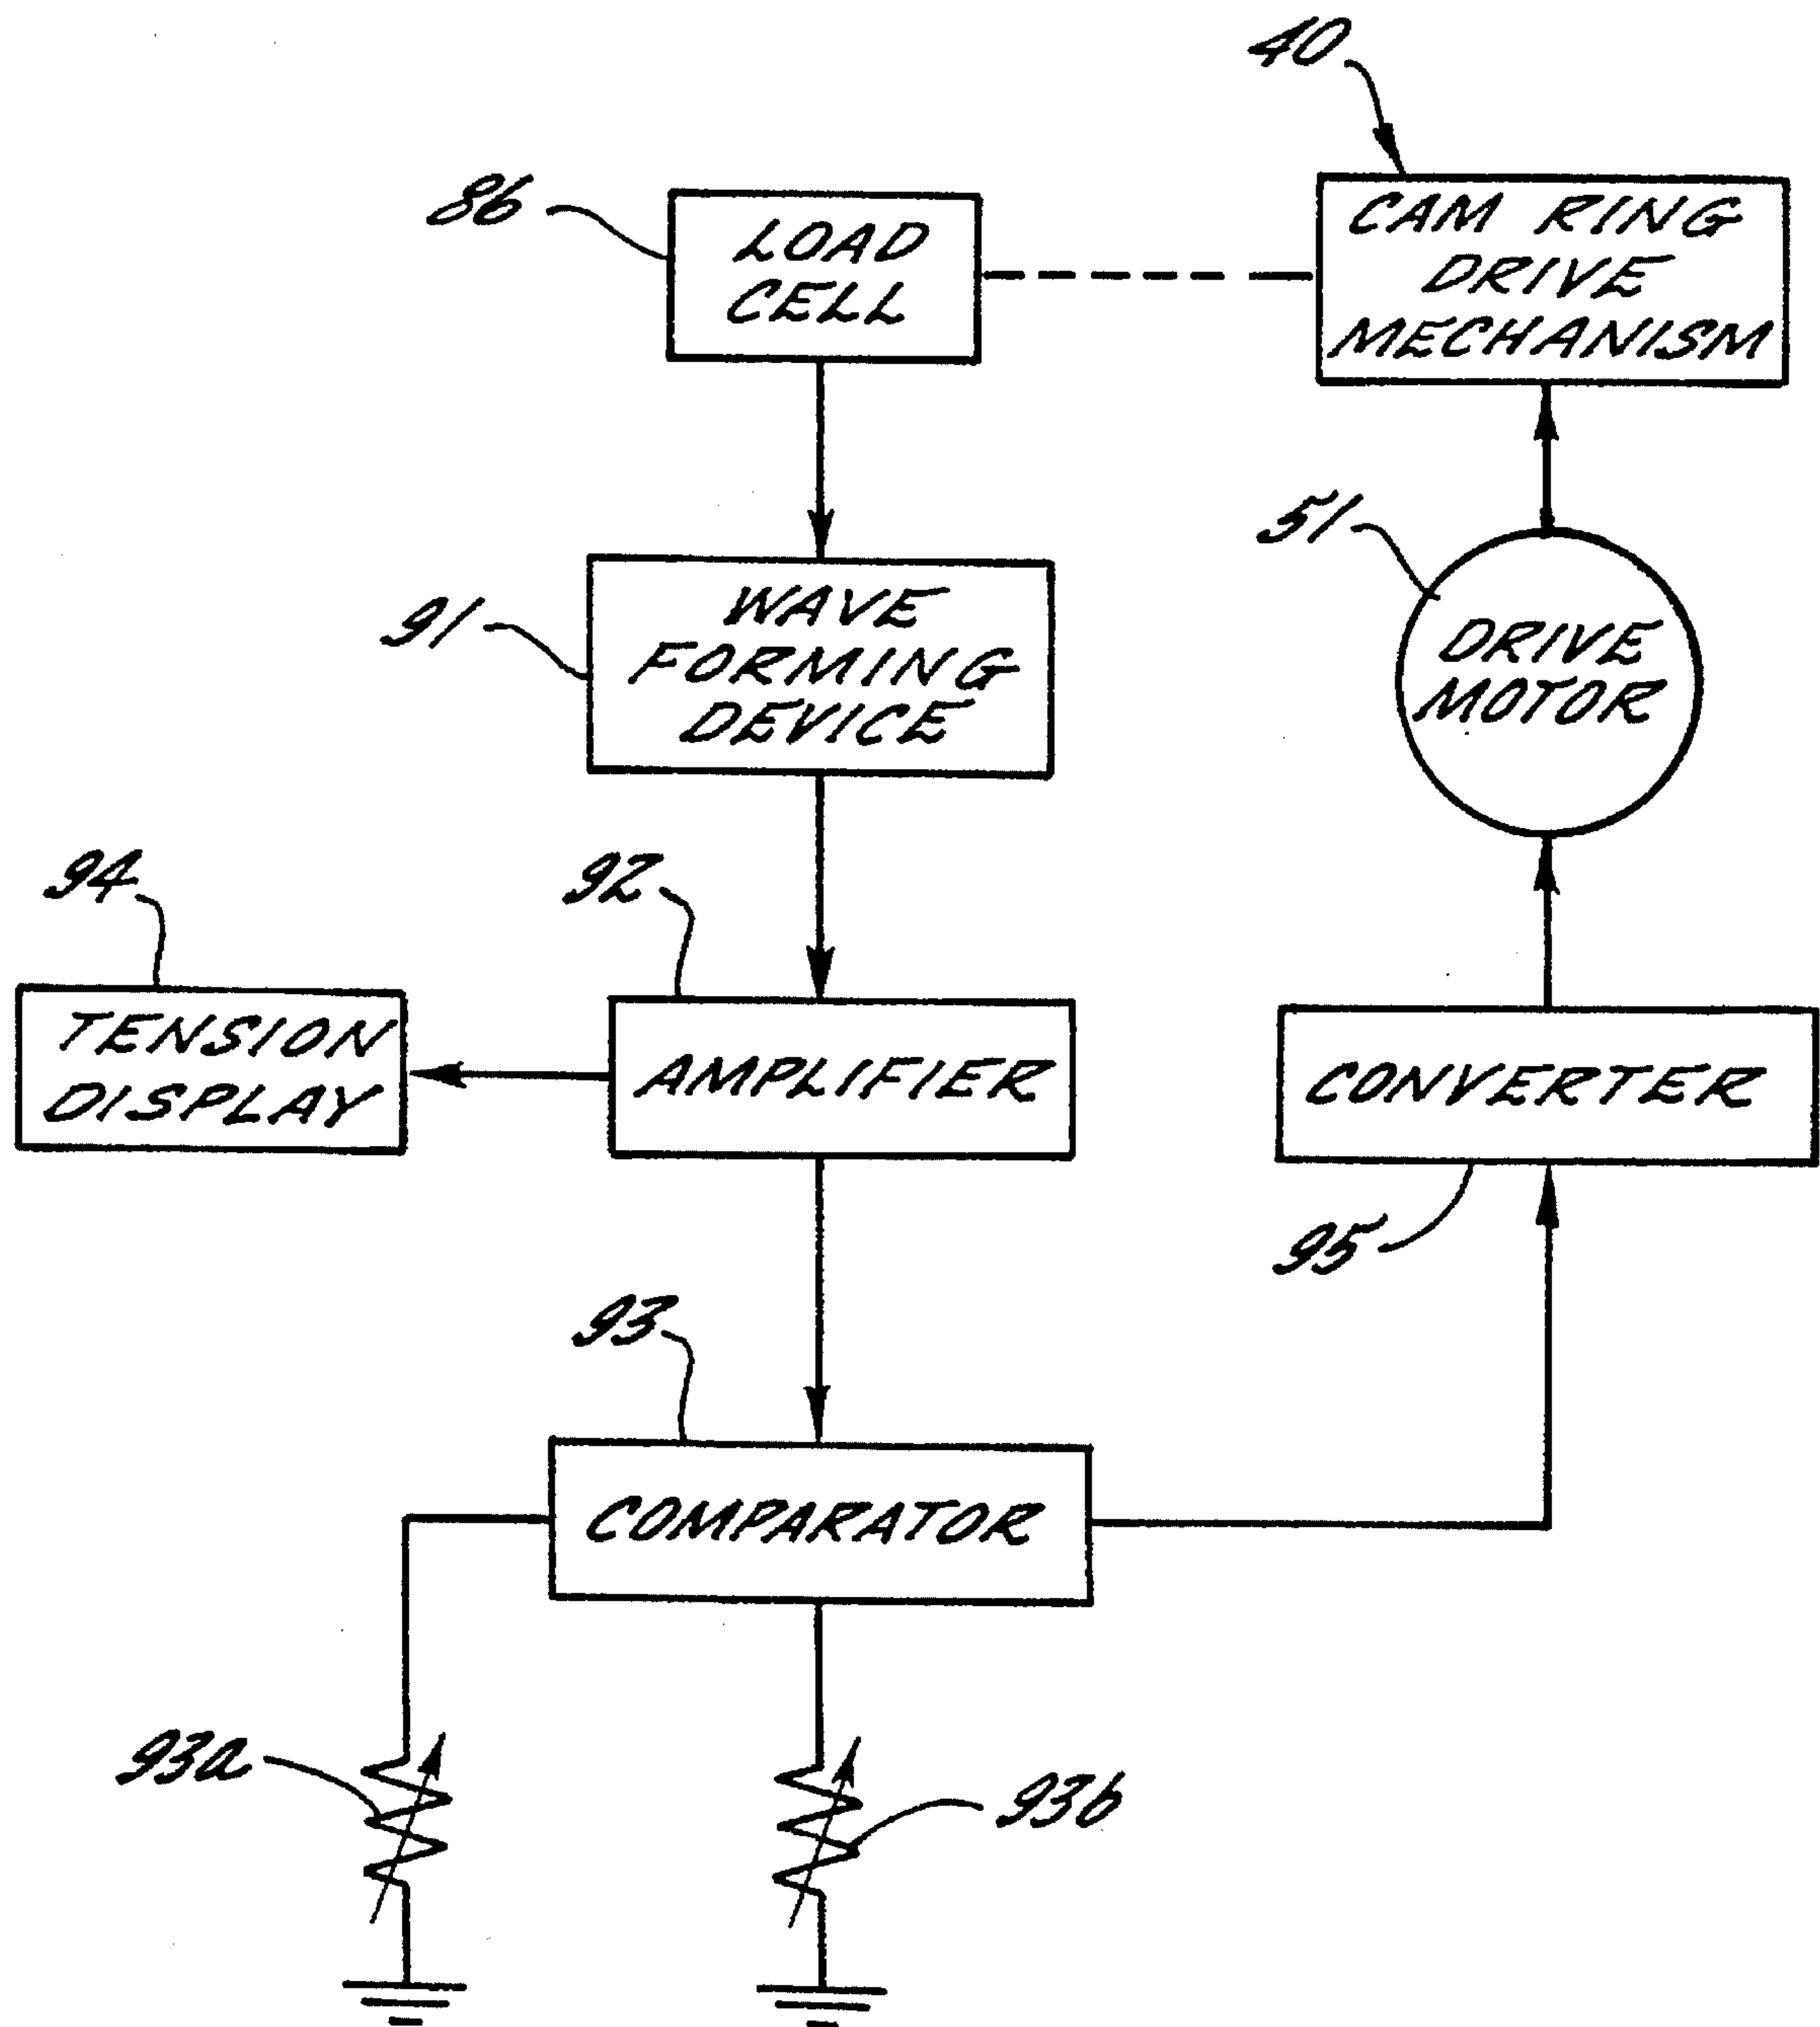 40
86
LOAD
CELL
CAM RING
DRIVE
MECHANISM
91
WAVE
FORMING
DEVICE
51
DRIVE
MOTOR
94
TENSION
DISPLAY
92
AMPLIFIER
CONVERTER
95
93
COMPARATOR
93a
93b